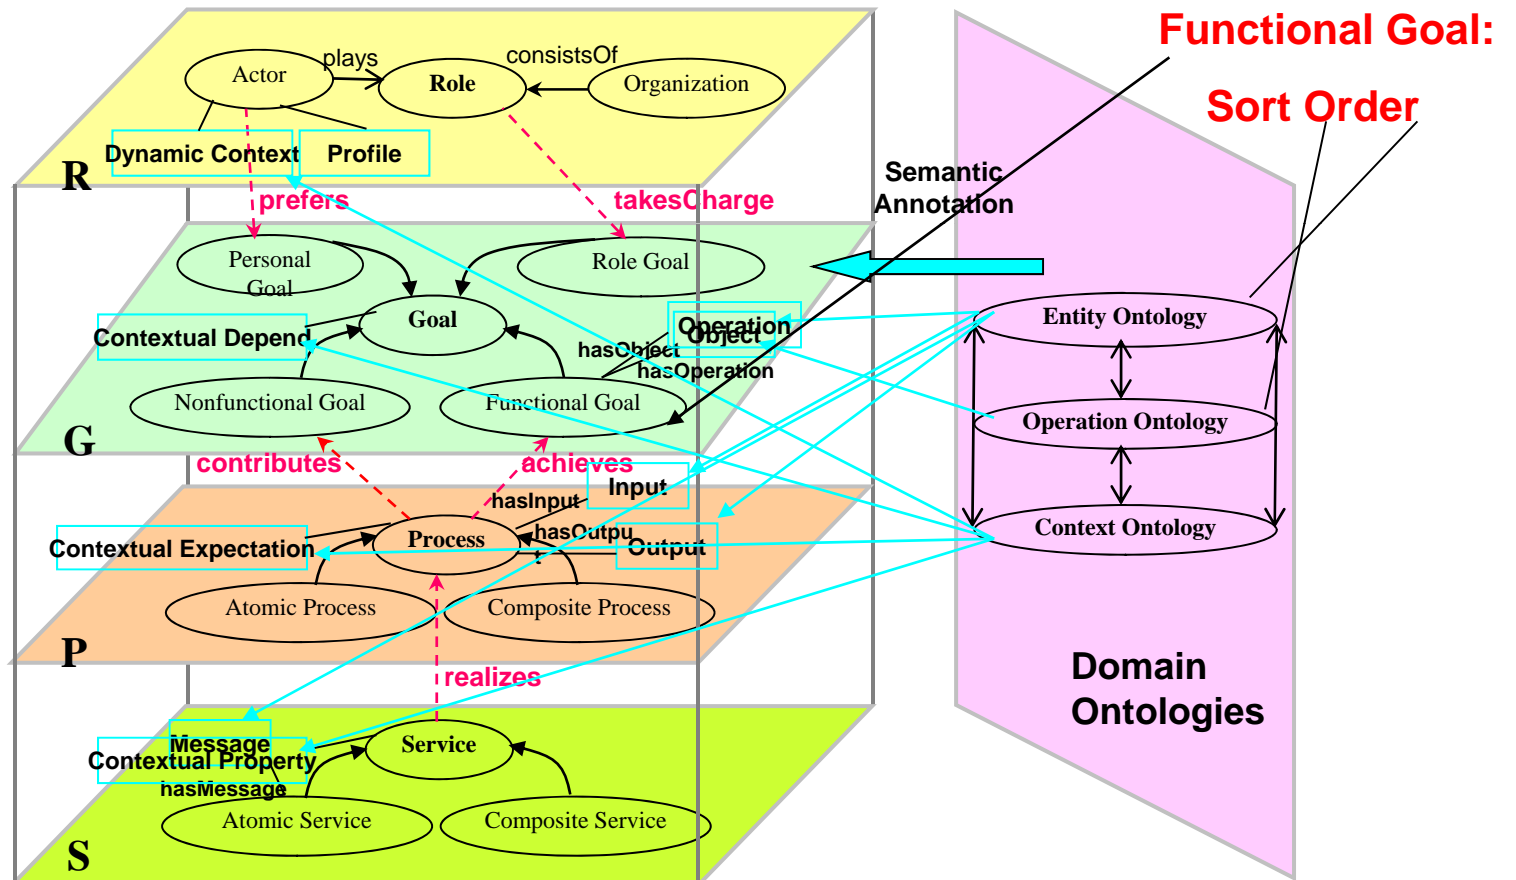 Functional Goal:
Sort Order
plays
consistsOf
Actor
Role
Organization
Dynamic Context
Profile
R
prefers
takesCharge
Semantic
Annotation
Personal
Goal
Role Goal
Goal
Contextual Depend
Operation
Object
hasObject
hasOperation
Nonfunctional Goal
Functional Goal
G
contributes
achieves
Input
hasInput
hasOutpu
t
Output
Process
Contextual Expectation
Atomic Process
Composite Process
P
realizes
Message
Contextual Property
hasMessage
Service
Atomic Service
Composite Service
S
Entity Ontology
Operation Ontology
Context Ontology
Domain
Ontologies